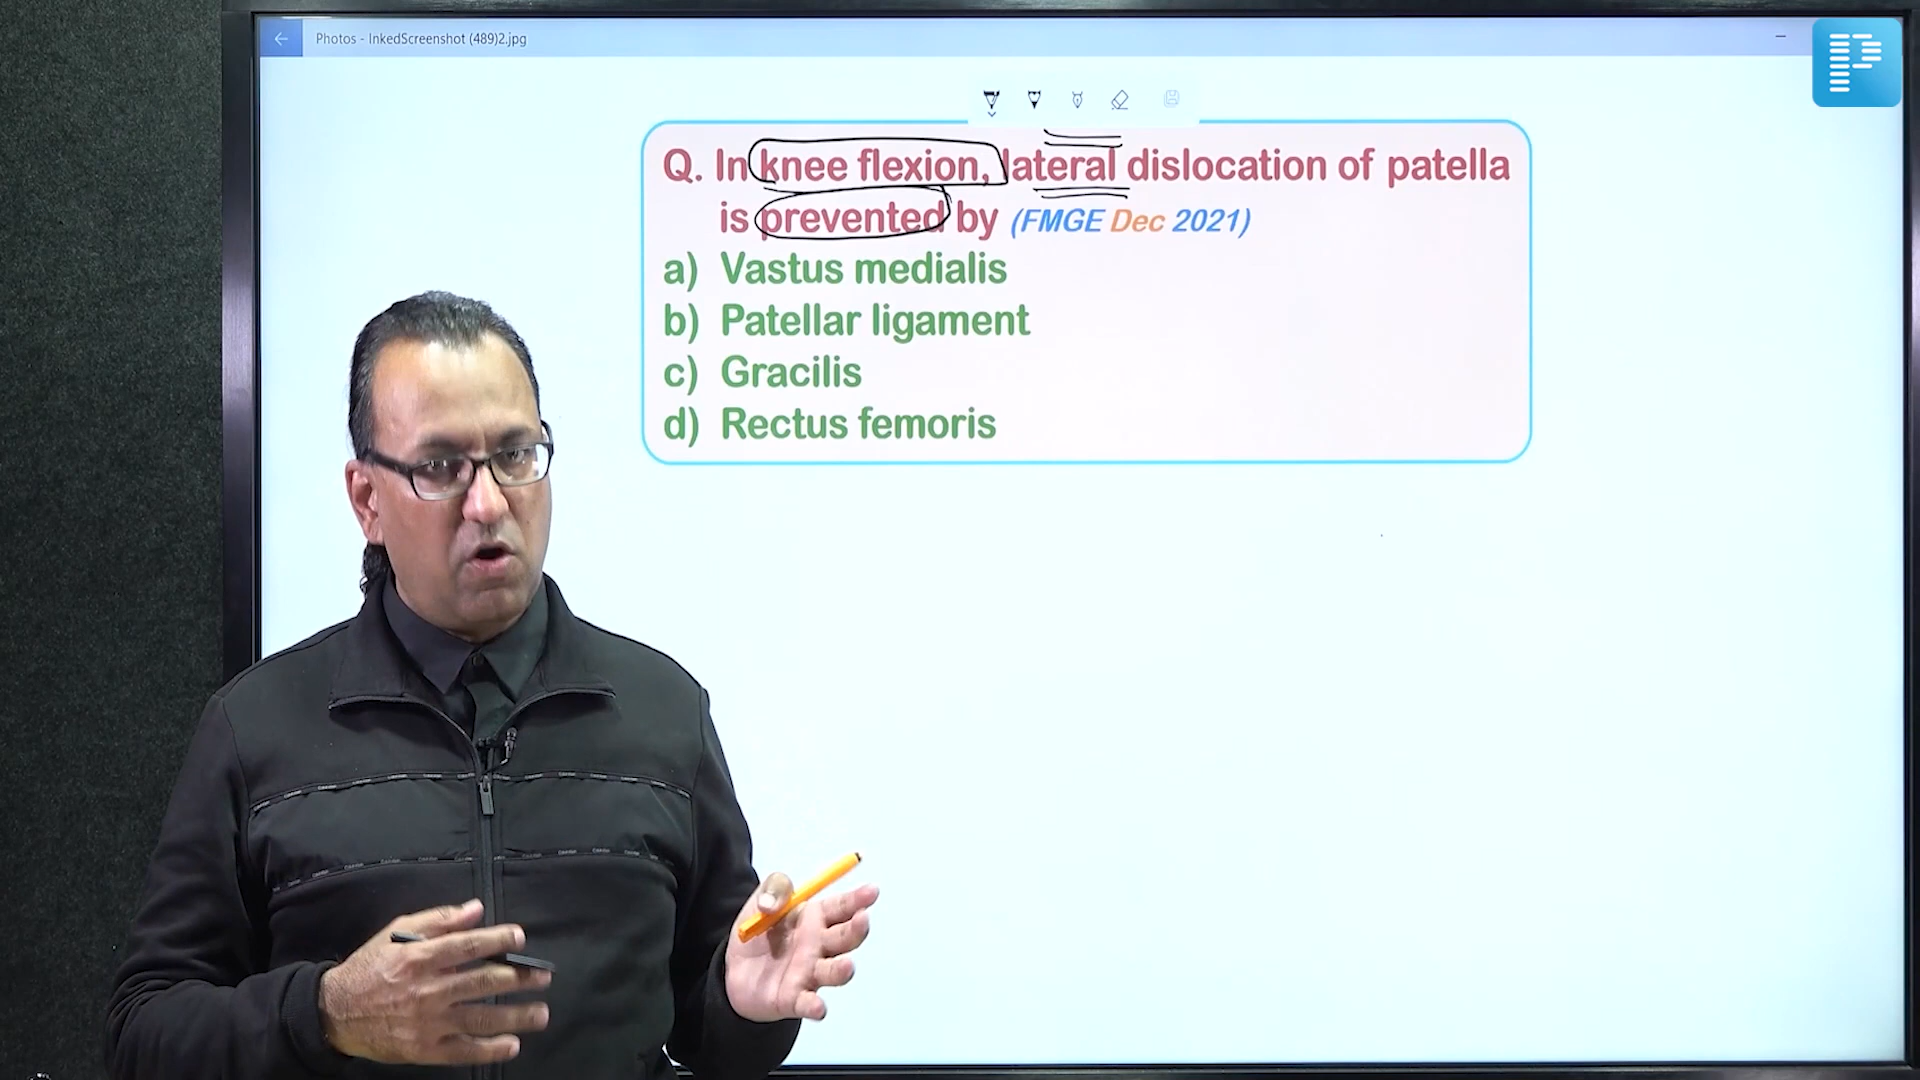 Photos - InkedScreenshot (489)2.jpg
Q. In knee flexion, lateral dislocation of patella
is prevented by (FMGE Dec 2021)
a) Vastus medialis
b) Patellar ligament
c) Gracilis
d) Rectus femoris